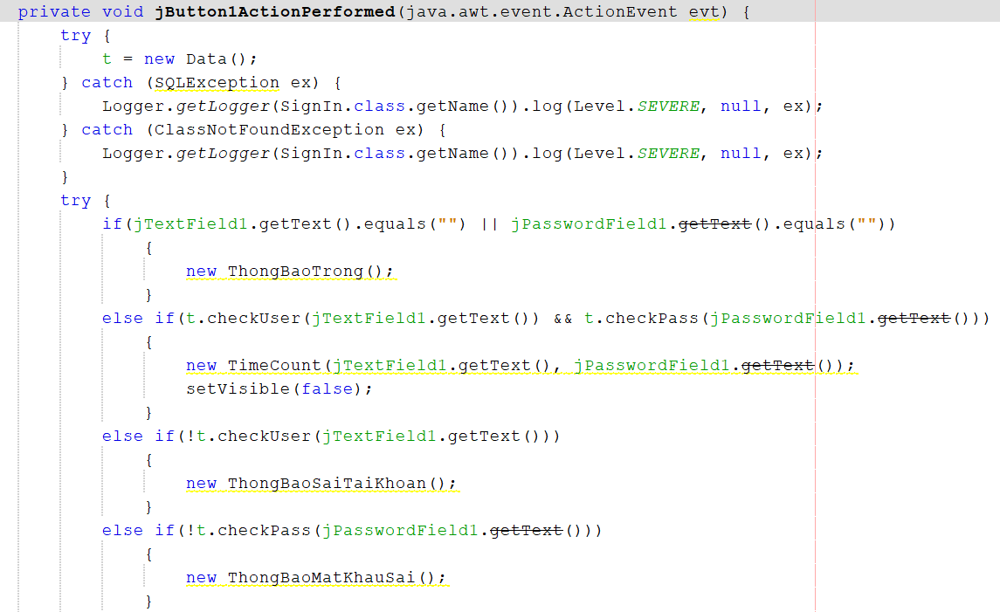 private void jButton1ActionPerformed(java.awt.event.ActionEvent evt) {
    try {
        t = new Data();
    } catch (SQLException ex) {
        Logger.getLogger(SignIn.class.getName()).log(Level.SEVERE, null, ex);
    } catch (ClassNotFoundException ex) {
        Logger.getLogger(SignIn.class.getName()).log(Level.SEVERE, null, ex);
    }
    try {
        if(jTextField1.getText().equals("") || jPasswordField1.getText().equals(""))
            {
                new ThongBaoTrong();
            }
        else if(t.checkUser(jTextField1.getText()) && t.checkPass(jPasswordField1.getText()))
            {
                new TimeCount(jTextField1.getText(), jPasswordField1.getText());
                setVisible(false);
            }
        else if(!t.checkUser(jTextField1.getText()))
            {
                new ThongBaoSaiTaiKhoan();
            }
        else if(!t.checkPass(jPasswordField1.getText()))
            {
                new ThongBaoMatKhauSai();
            }